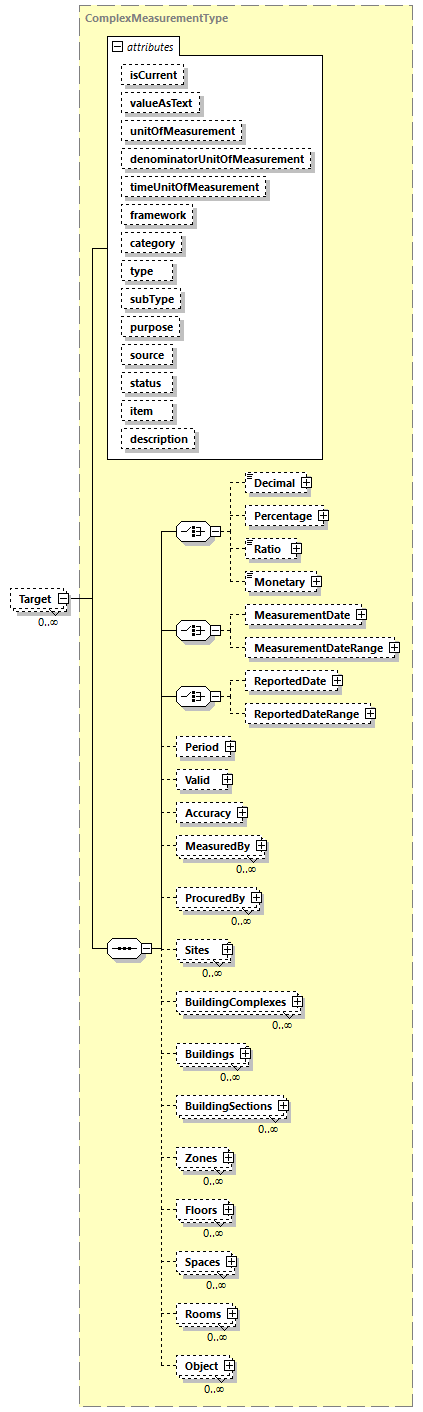 ComplexMeasurementType
attributes
isCurrent
valueAsText
unitOfMeasurement
denominatorUnitOfMeasurement
timeUnitOfMeasurement
framework
category
type
subType
purpose
source
status
item
description
Decimal
Percentage
Ratio
Monetary
Target
0..∞
MeasurementDate
MeasurementDateRange
ReportedDate
ReportedDateRange
Period
Valid
Accuracy
MeasuredBy
0..∞
ProcuredBy
0..∞
Sites
0..∞
BuildingComplexes
0..∞
Buildings
0..∞
BuildingSections
0..∞
Zones
0..∞
Floors
0..∞
Spaces
0..∞
Rooms
0..∞
Object
0..∞